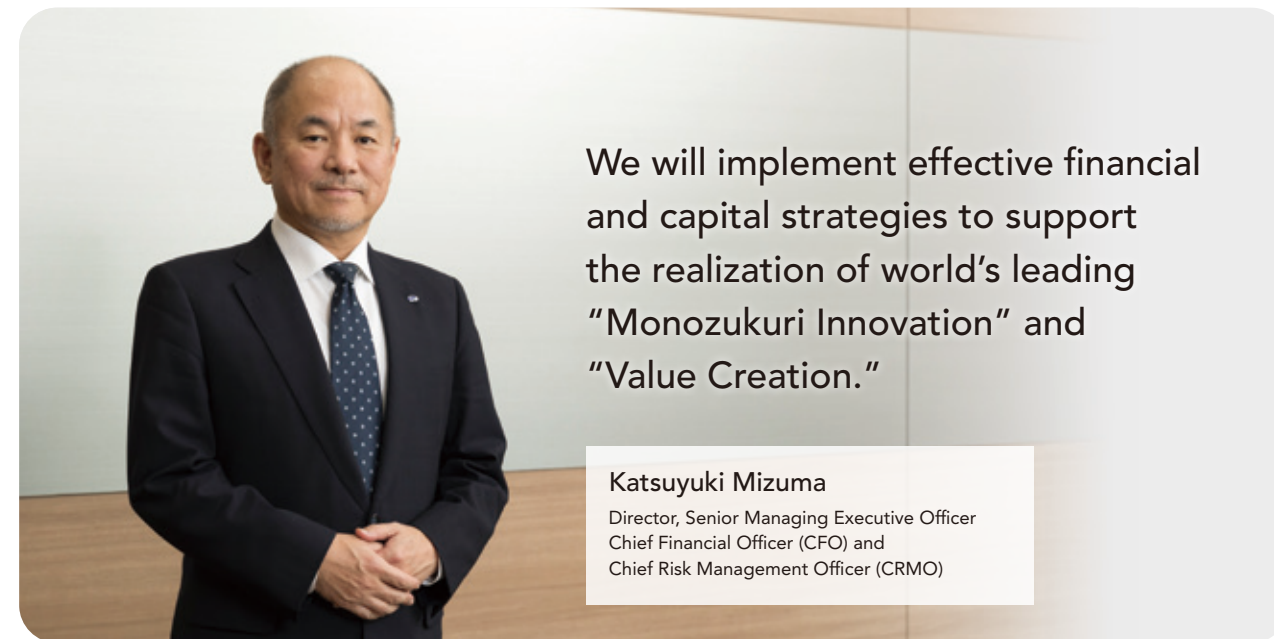 We will implement effective financial
and capital strategies to support
the realization of world’s leading
“Monozukuri Innovation” and
“Value Creation.”
Katsuyuki Mizuma
Director, Senior Managing Executive Officer
Chief Financial Officer (CFO) and
Chief Risk Management Officer (CRMO)